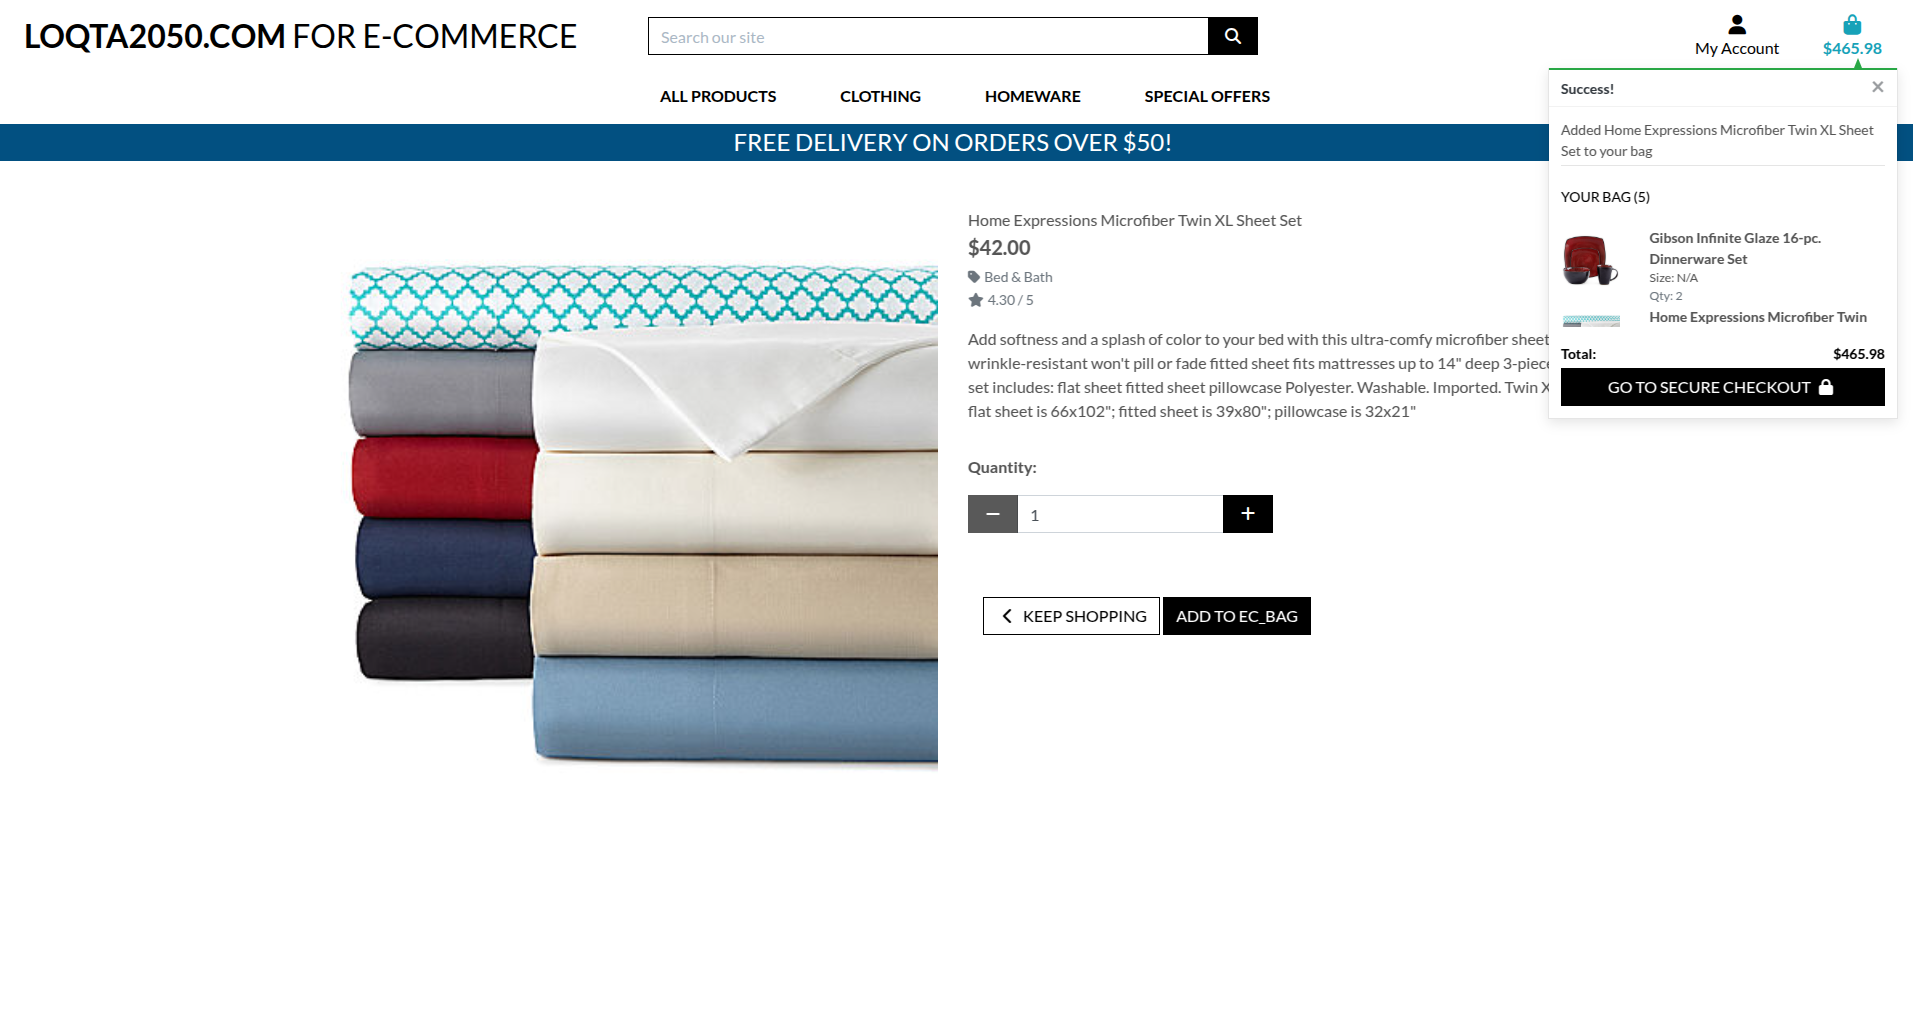 LOQTA2050.COM FOR E-COMMERCE
Search our site
My Account
$465.98
ALL PRODUCTS
CLOTHING
HOMEWARE
SPECIAL OFFERS
FREE DELIVERY ON ORDERS OVER $50!
Success!
×
Added Home Expressions Microfiber Twin XL Sheet
Set to your bag
YOUR BAG (5)
Gibson Infinite Glaze 16-pc.
Dinnerware Set
Size: N/A
Qty: 2
Home Expressions Microfiber Twin
Total: $465.98
GO TO SECURE CHECKOUT
Home Expressions Microfiber Twin XL Sheet Set
$42.00
Bed & Bath
4.30 / 5
Add softness and a splash of color to your bed with this ultra-comfy microfiber sheet
wrinkle-resistant won't pill or fade fitted sheet fits mattresses up to 14" deep 3-piece
set includes: flat sheet fitted sheet pillowcase Polyester. Washable. Imported. Twin X
flat sheet is 66x102"; fitted sheet is 39x80"; pillowcase is 32x21"
Quantity:
1
KEEP SHOPPING
ADD TO EC_BAG